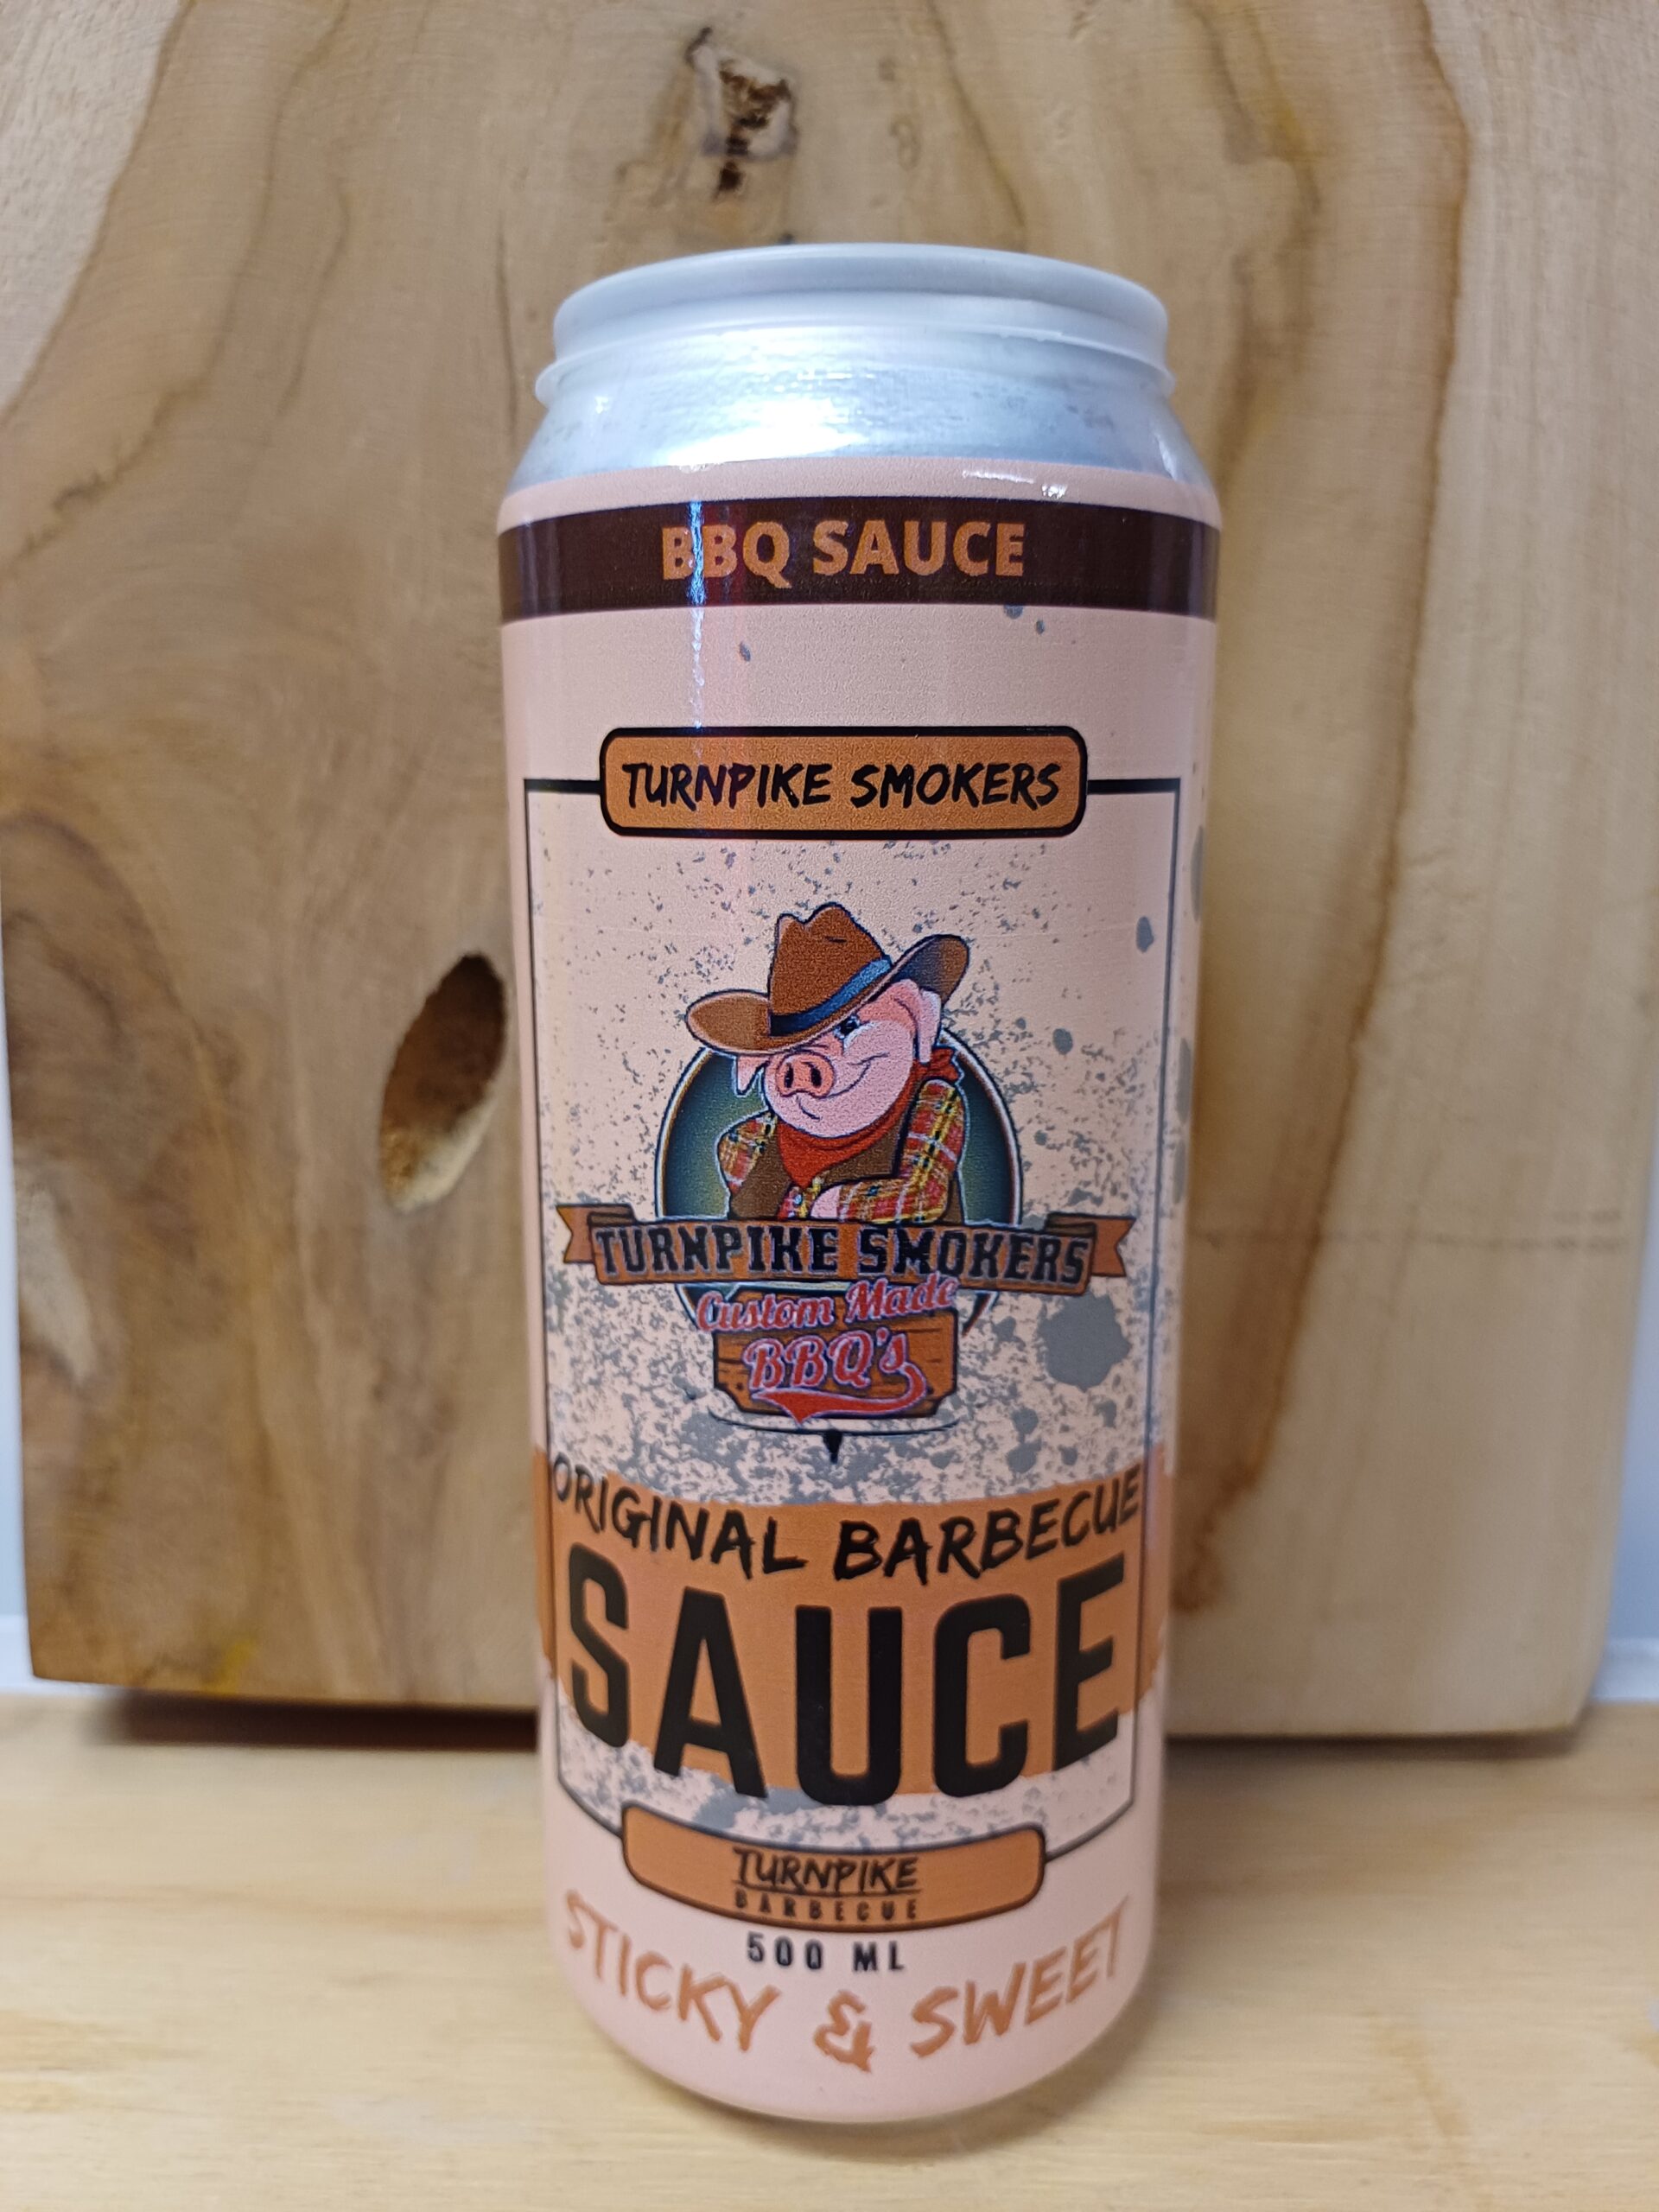 BBQ SAUCE
TURNPIKE SMOKERS
TURNPIKE SMOKERS
Custom Made
BBQ's
ORIGINAL BARBECUE
SAUCE
TURNPIKE
BARBECUE
500 ML
STICKY & SWEET